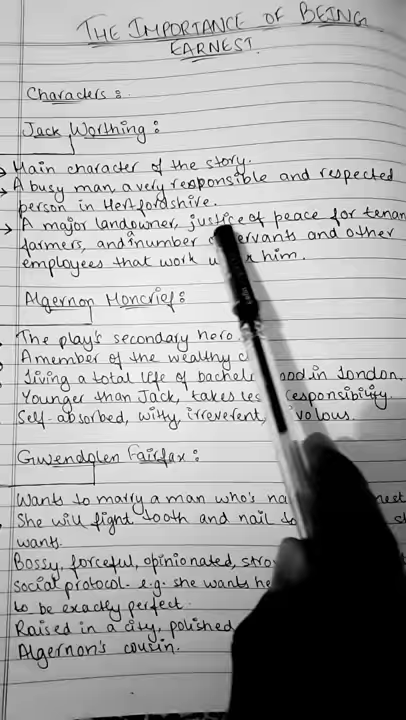 THE IMPORTANCE OF BEING
EARNEST.
Characters:
Jack Worthing:
→ Main character of the story.
→ A busy man a very responsible and respected
person in Hertfordshire.
→ A major landowner, justice of peace for tenan
farmers, and a number servants and other
employees that work him.
Algernon Moncrief:
The play's secondary hero.
A member of the wealthy
Living a total life of in London.
Younger than Jack, takes responsibility.
Self absorbed, witty, irreverent,
Gwendolen Fairfax:
Wants to marry a man who's
She will fight tooth and nail
wants.
Bossy, forceful, opinionated,
social protocol. e.g. she wants
to be exactly perfect.
Raised in a city, polished
Algernon's cousin.